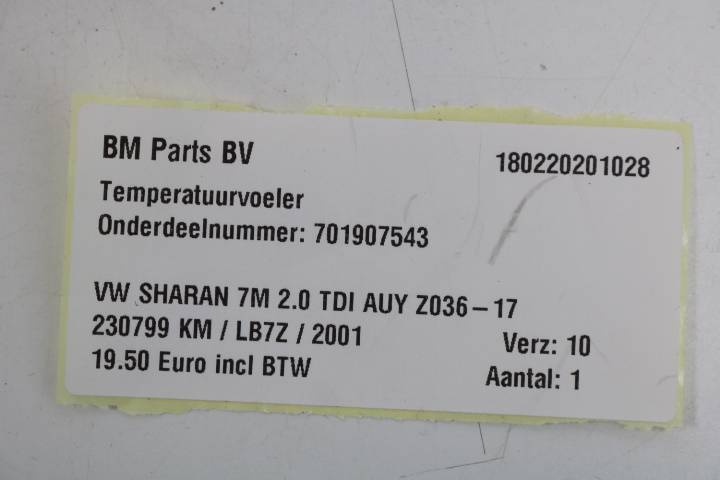 BM Parts BV
180220201028
Temperatuurvoeler
Onderdeelnummer: 701907543
VW SHARAN 7M 2.0 TDI AUY Z036-17
230799 KM / LB7Z / 2001
Verz: 10
19.50 Euro incl BTW
Aantal: 1